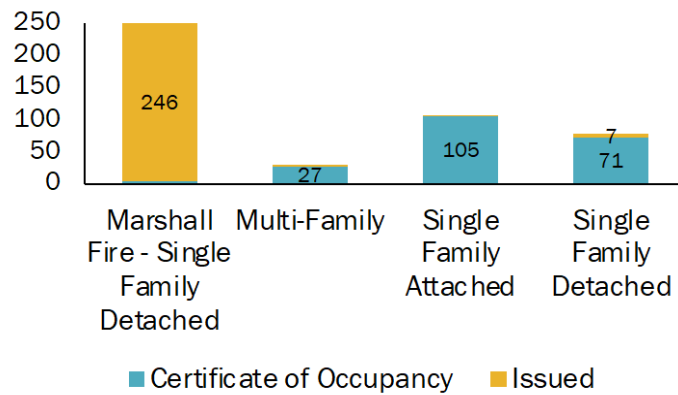 250
200
150
100
50
0
246
27
105
7
71
Marshall
Fire - Single
Family
Detached
Multi-Family
Single
Family
Attached
Single
Family
Detached
Certificate of Occupancy
Issued